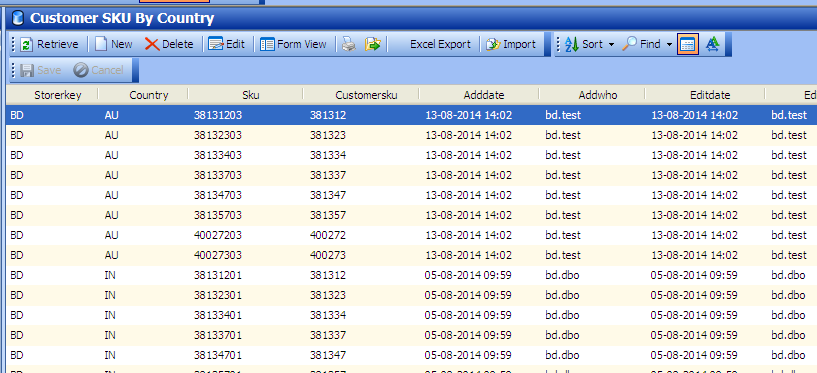 Customer SKU By Country
Retrieve New Delete Edit Form View Excel Export Import Sort Find
Save Cancel
Storerkey Country Sku Customersku Adddate Addwho Editdate Ed
BD AU 38131203 381312 13-08-2014 14:02 bd.test 13-08-2014 14:02 bd.test
BD AU 38132303 381323 13-08-2014 14:02 bd.test 13-08-2014 14:02 bd.test
BD AU 38133403 381334 13-08-2014 14:02 bd.test 13-08-2014 14:02 bd.test
BD AU 38133703 381337 13-08-2014 14:02 bd.test 13-08-2014 14:02 bd.test
BD AU 38134703 381347 13-08-2014 14:02 bd.test 13-08-2014 14:02 bd.test
BD AU 38135703 381357 13-08-2014 14:02 bd.test 13-08-2014 14:02 bd.test
BD AU 40027203 400272 13-08-2014 14:02 bd.test 13-08-2014 14:02 bd.test
BD AU 40027303 400273 13-08-2014 14:02 bd.test 13-08-2014 14:02 bd.test
BD IN 38131201 381312 05-08-2014 09:59 bd.dbo 05-08-2014 09:59 bd.dbo
BD IN 38132301 381323 05-08-2014 09:59 bd.dbo 05-08-2014 09:59 bd.dbo
BD IN 38133401 381334 05-08-2014 09:59 bd.dbo 05-08-2014 09:59 bd.dbo
BD IN 38133701 381337 05-08-2014 09:59 bd.dbo 05-08-2014 09:59 bd.dbo
BD IN 38134701 381347 05-08-2014 09:59 bd.dbo 05-08-2014 09:59 bd.dbo